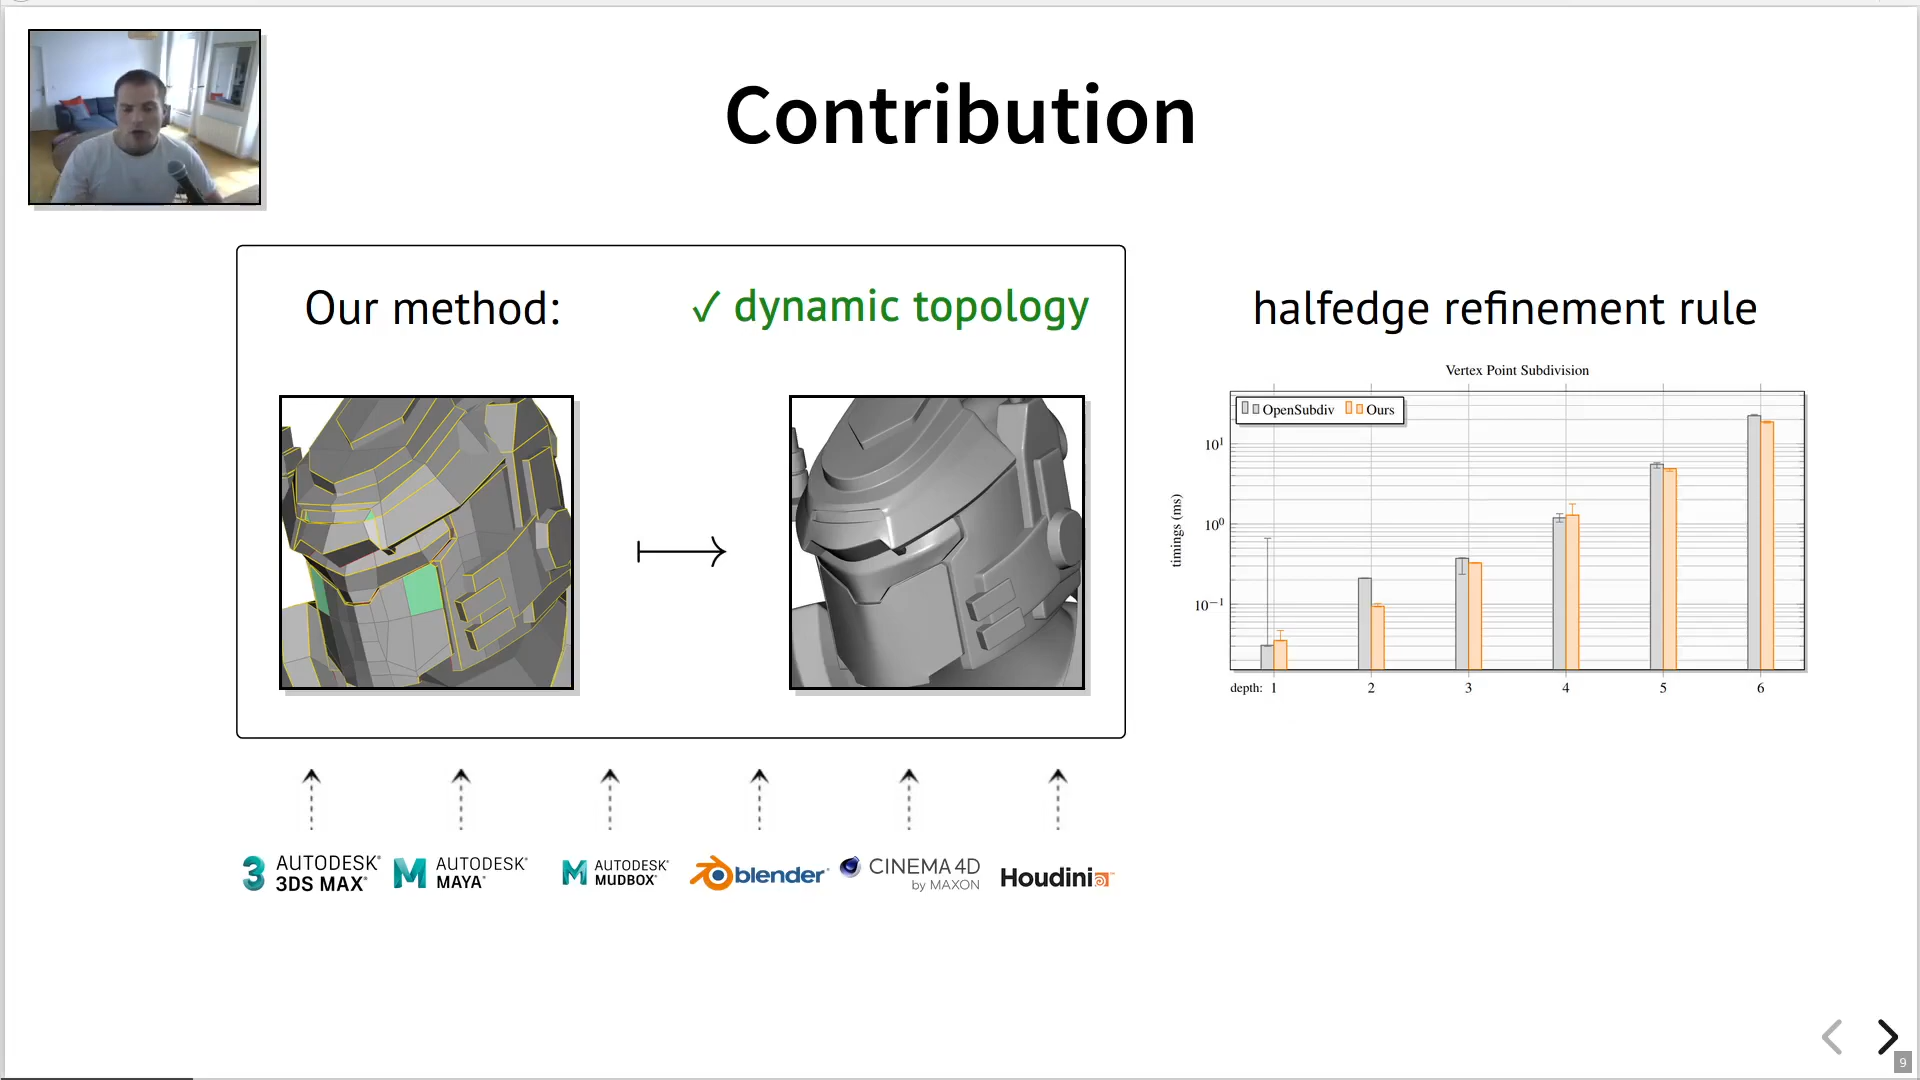 Contribution
Our method:
✓ dynamic topology
halfedge refinement rule
Vertex Point Subdivision
OpenSubdiv Ours
10¹
10⁰
10⁻¹
timings (ms)
depth: 1 2 3 4 5 6
3 AUTODESK® 3DS MAX®
M AUTODESK® MAYA®
M AUTODESK® MUDBOX®
blender®
CINEMA 4D
by MAXON
Houdini™
9